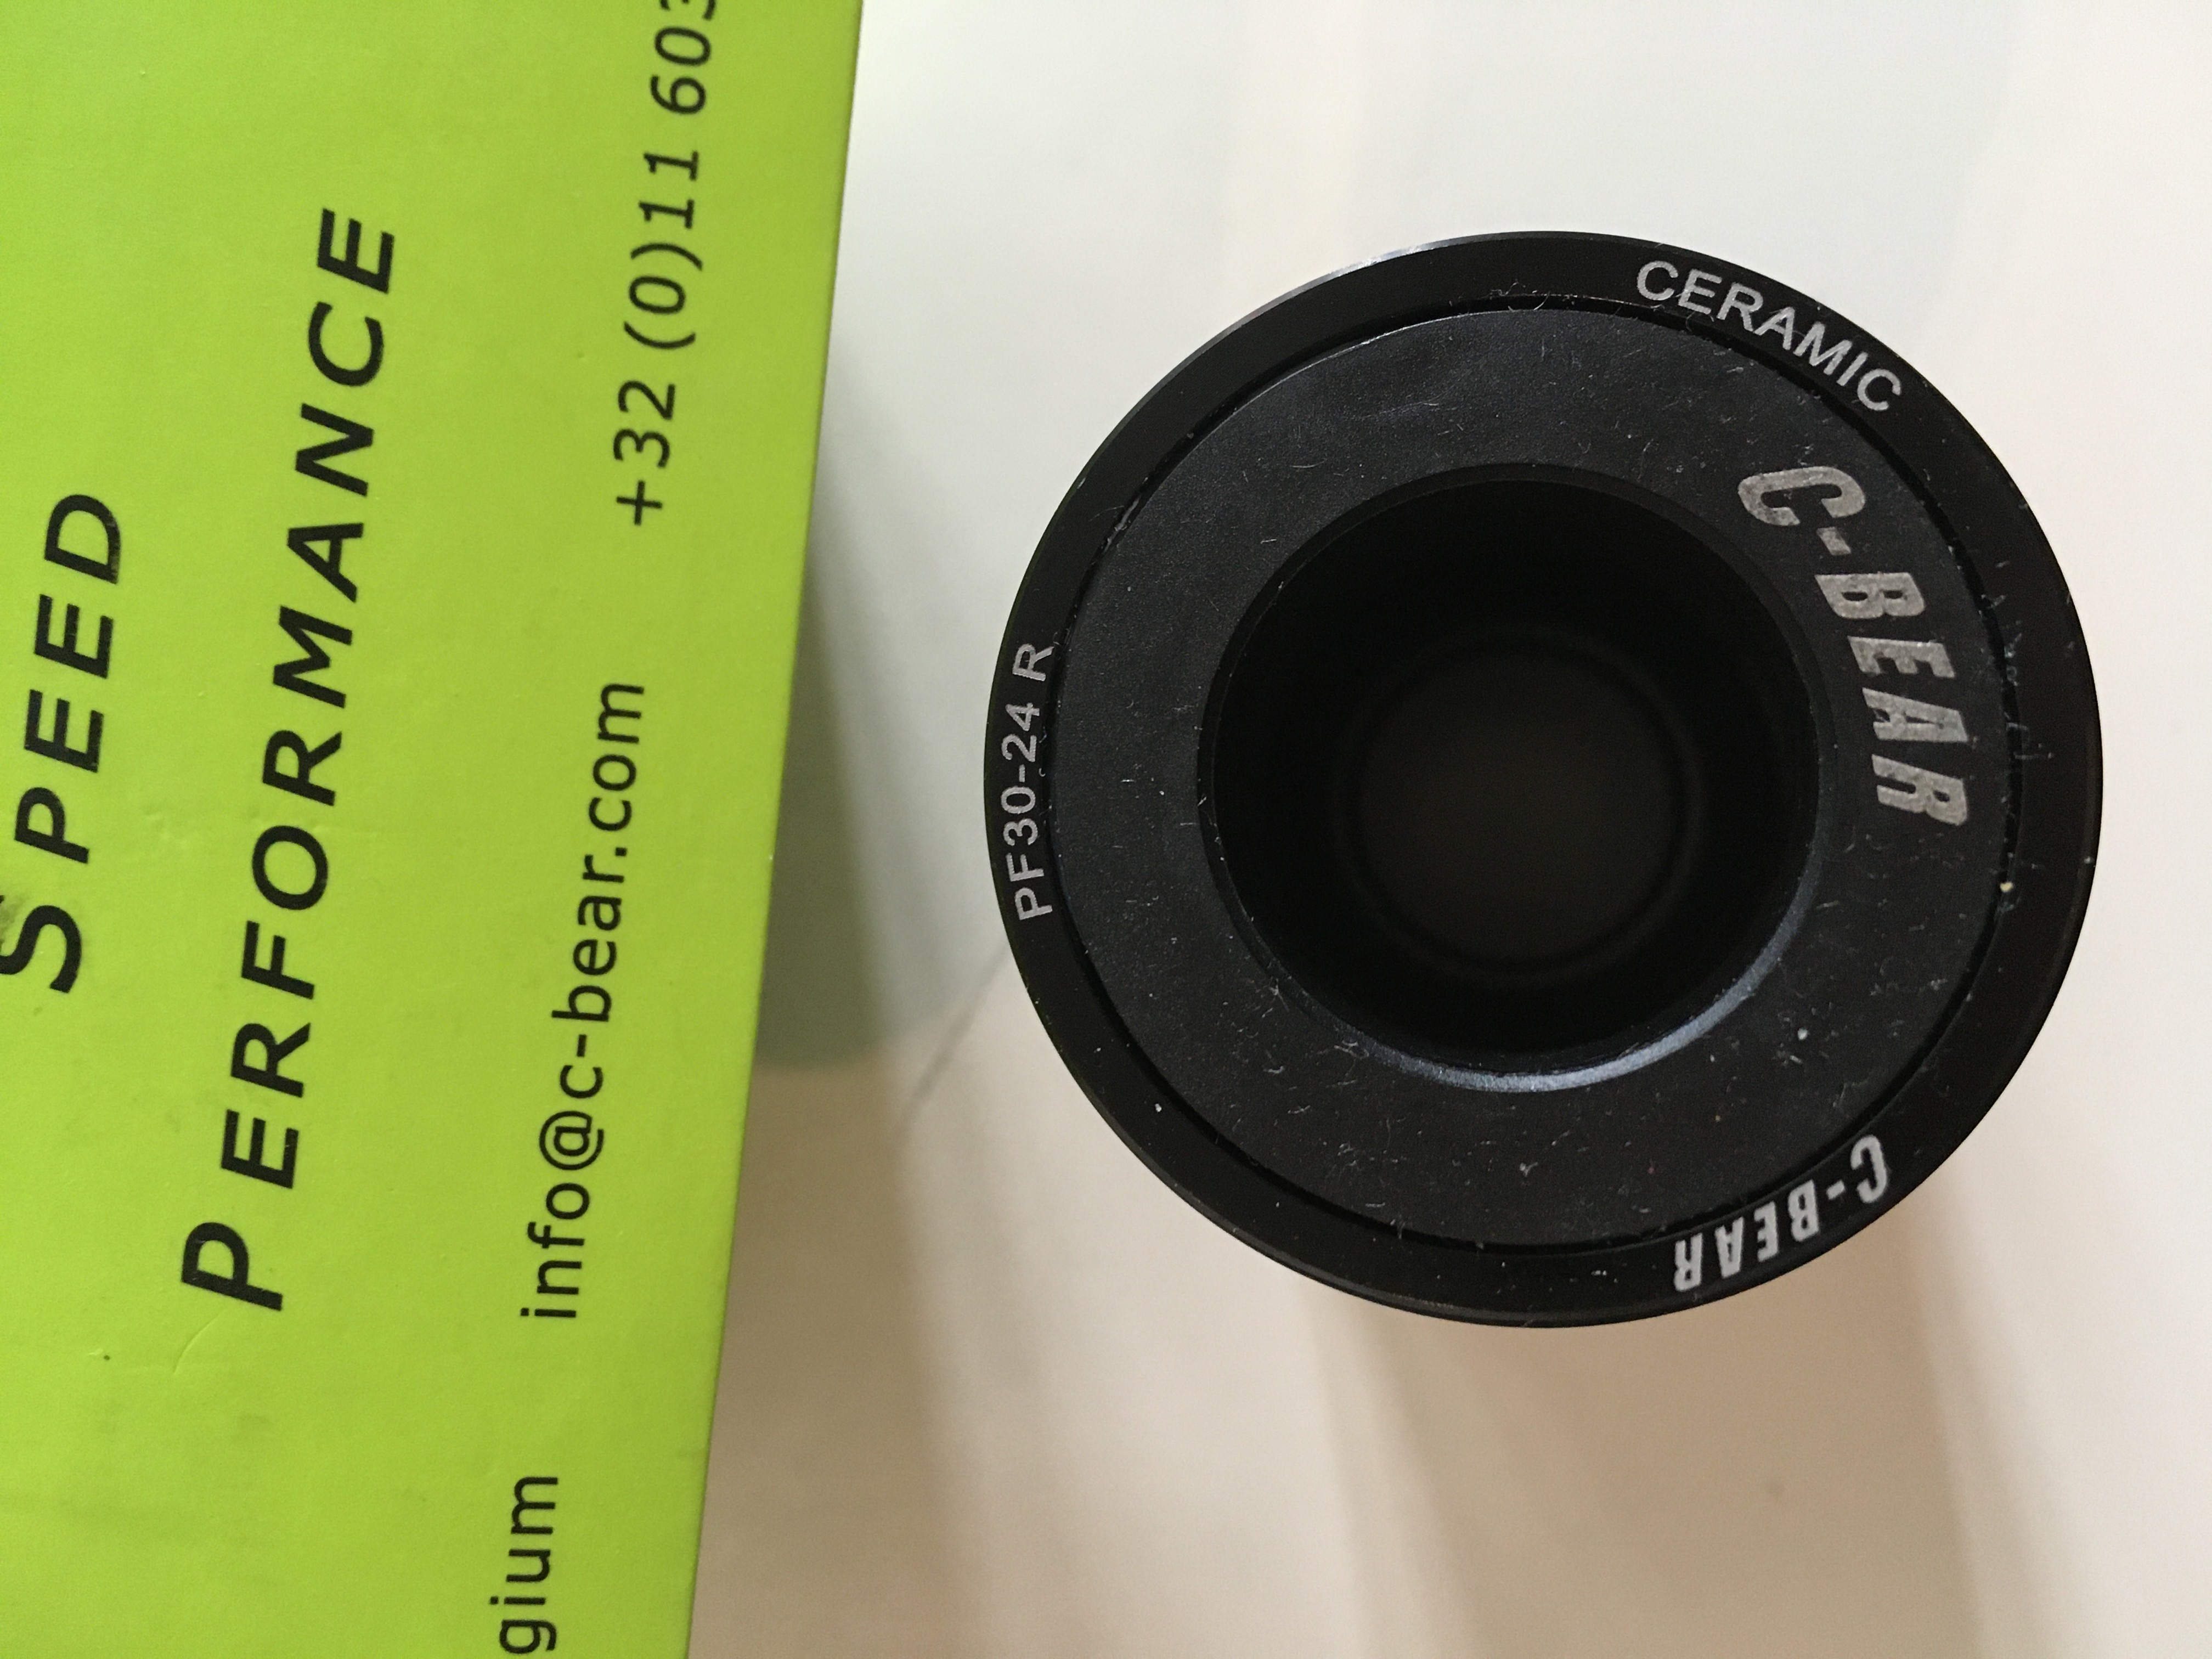 SPEED
PERFORMANCE
gium info@c-bear.com +32 (0)11 603
CERAMIC
C-BEAR
PF30-24 R
C-BEAR